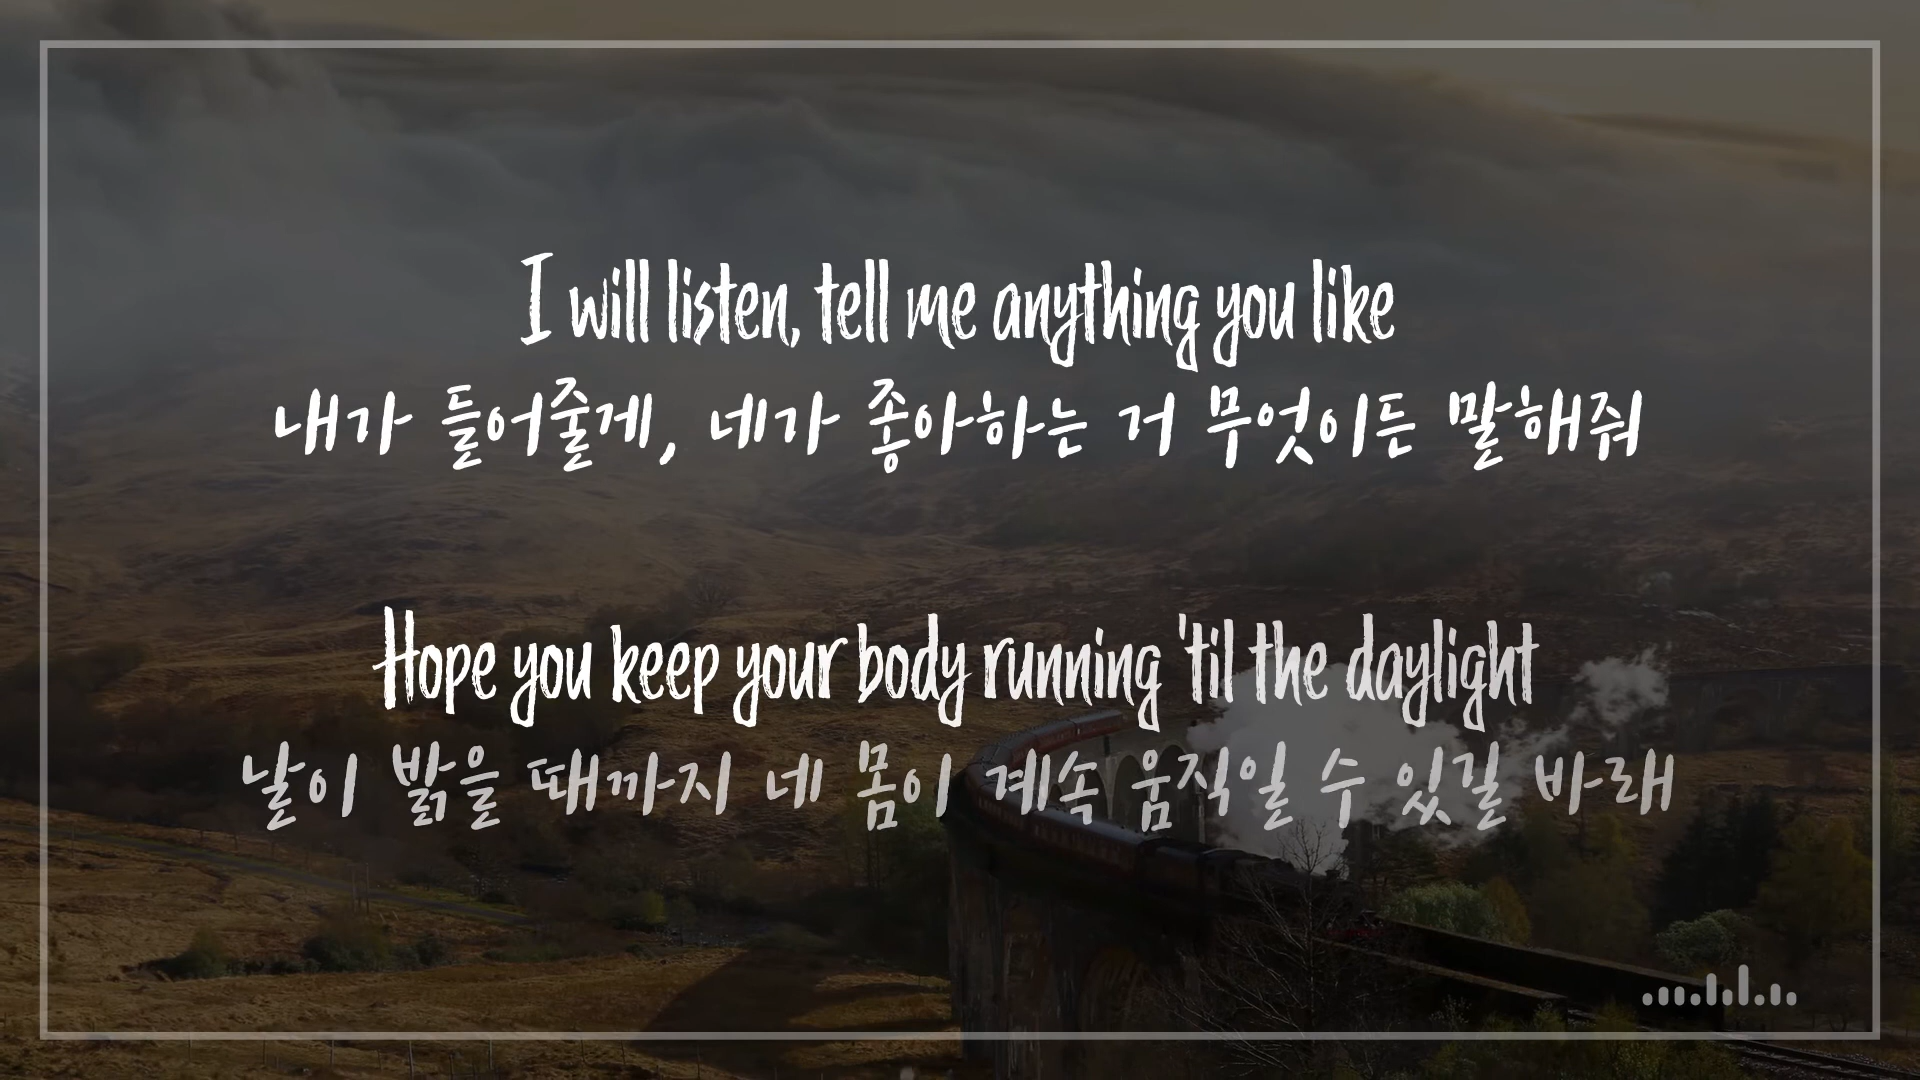 I will listen, tell me anything you like
내가 들어줄게, 네가 좋아하는 거 무엇이든 말해줘
Hope you keep your body running 'til the daylight
날이 밝을 때까지 네 몸이 계속 움직일 수 있길 바래